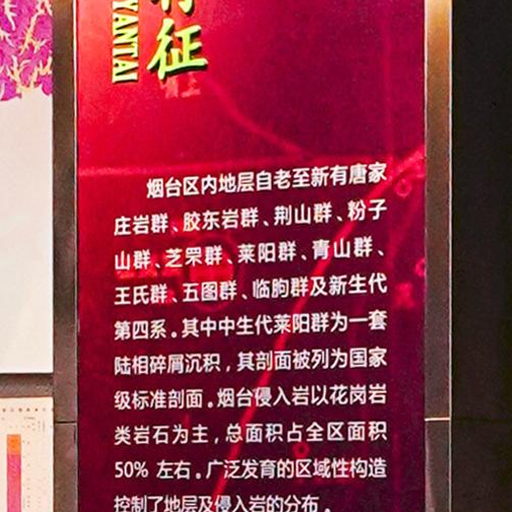 YANTAI
征
烟台区内地层自老至新有唐家
庄岩群、胶东岩群、荆山群、粉子
山群、芝罘群、莱阳群、青山群、
王氏群、五图群、临朐群及新生代
第四系。其中中生代莱阳群为一套
陆相碎屑沉积，其剖面被列为国家
级标准剖面。烟台侵入岩以花岗岩
类岩石为主，总面积占全区面积
50% 左右。广泛发育的区域性构造
控制了地层及侵入岩的分布。